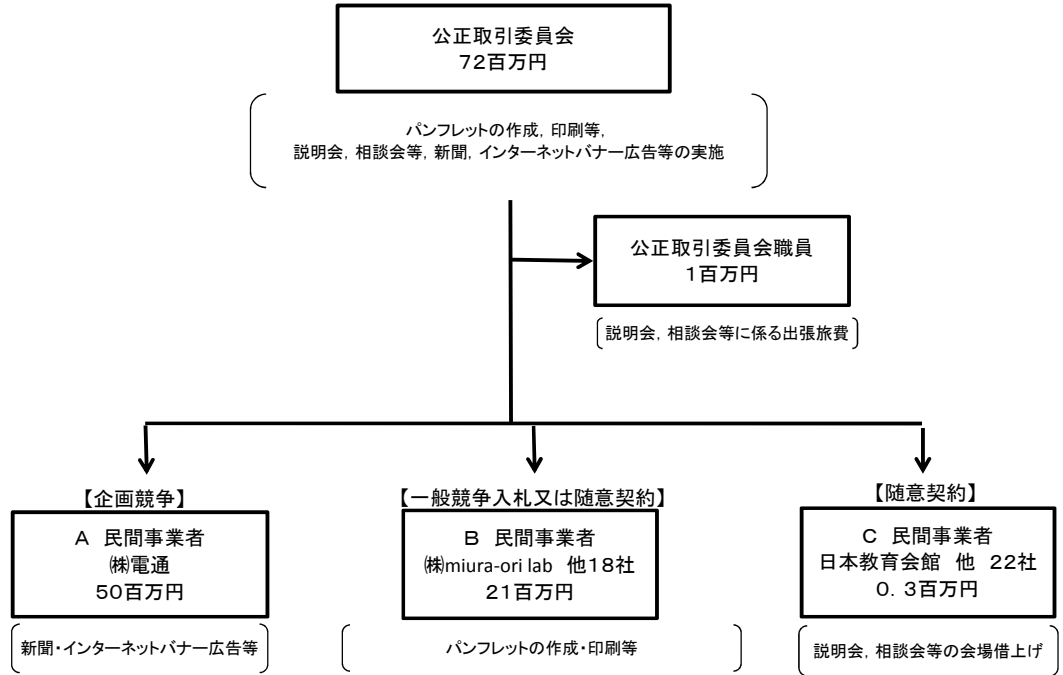 公正取引委員会
72百万円
パンフレットの作成, 印刷等,
説明会, 相談会等, 新聞, インターネットバナー広告等の実施
公正取引委員会職員
1百万円
説明会, 相談会等に係る出張旅費
【企画競争】
A 民間事業者
㈱電通
50百万円
新聞・インターネットバナー広告等
【一般競争入札又は随意契約】
B 民間事業者
㈱miura-ori lab 他18社
21百万円
パンフレットの作成・印刷等
【随意契約】
C 民間事業者
日本教育会館 他 22社
0.3百万円
説明会, 相談会等の会場借上げ